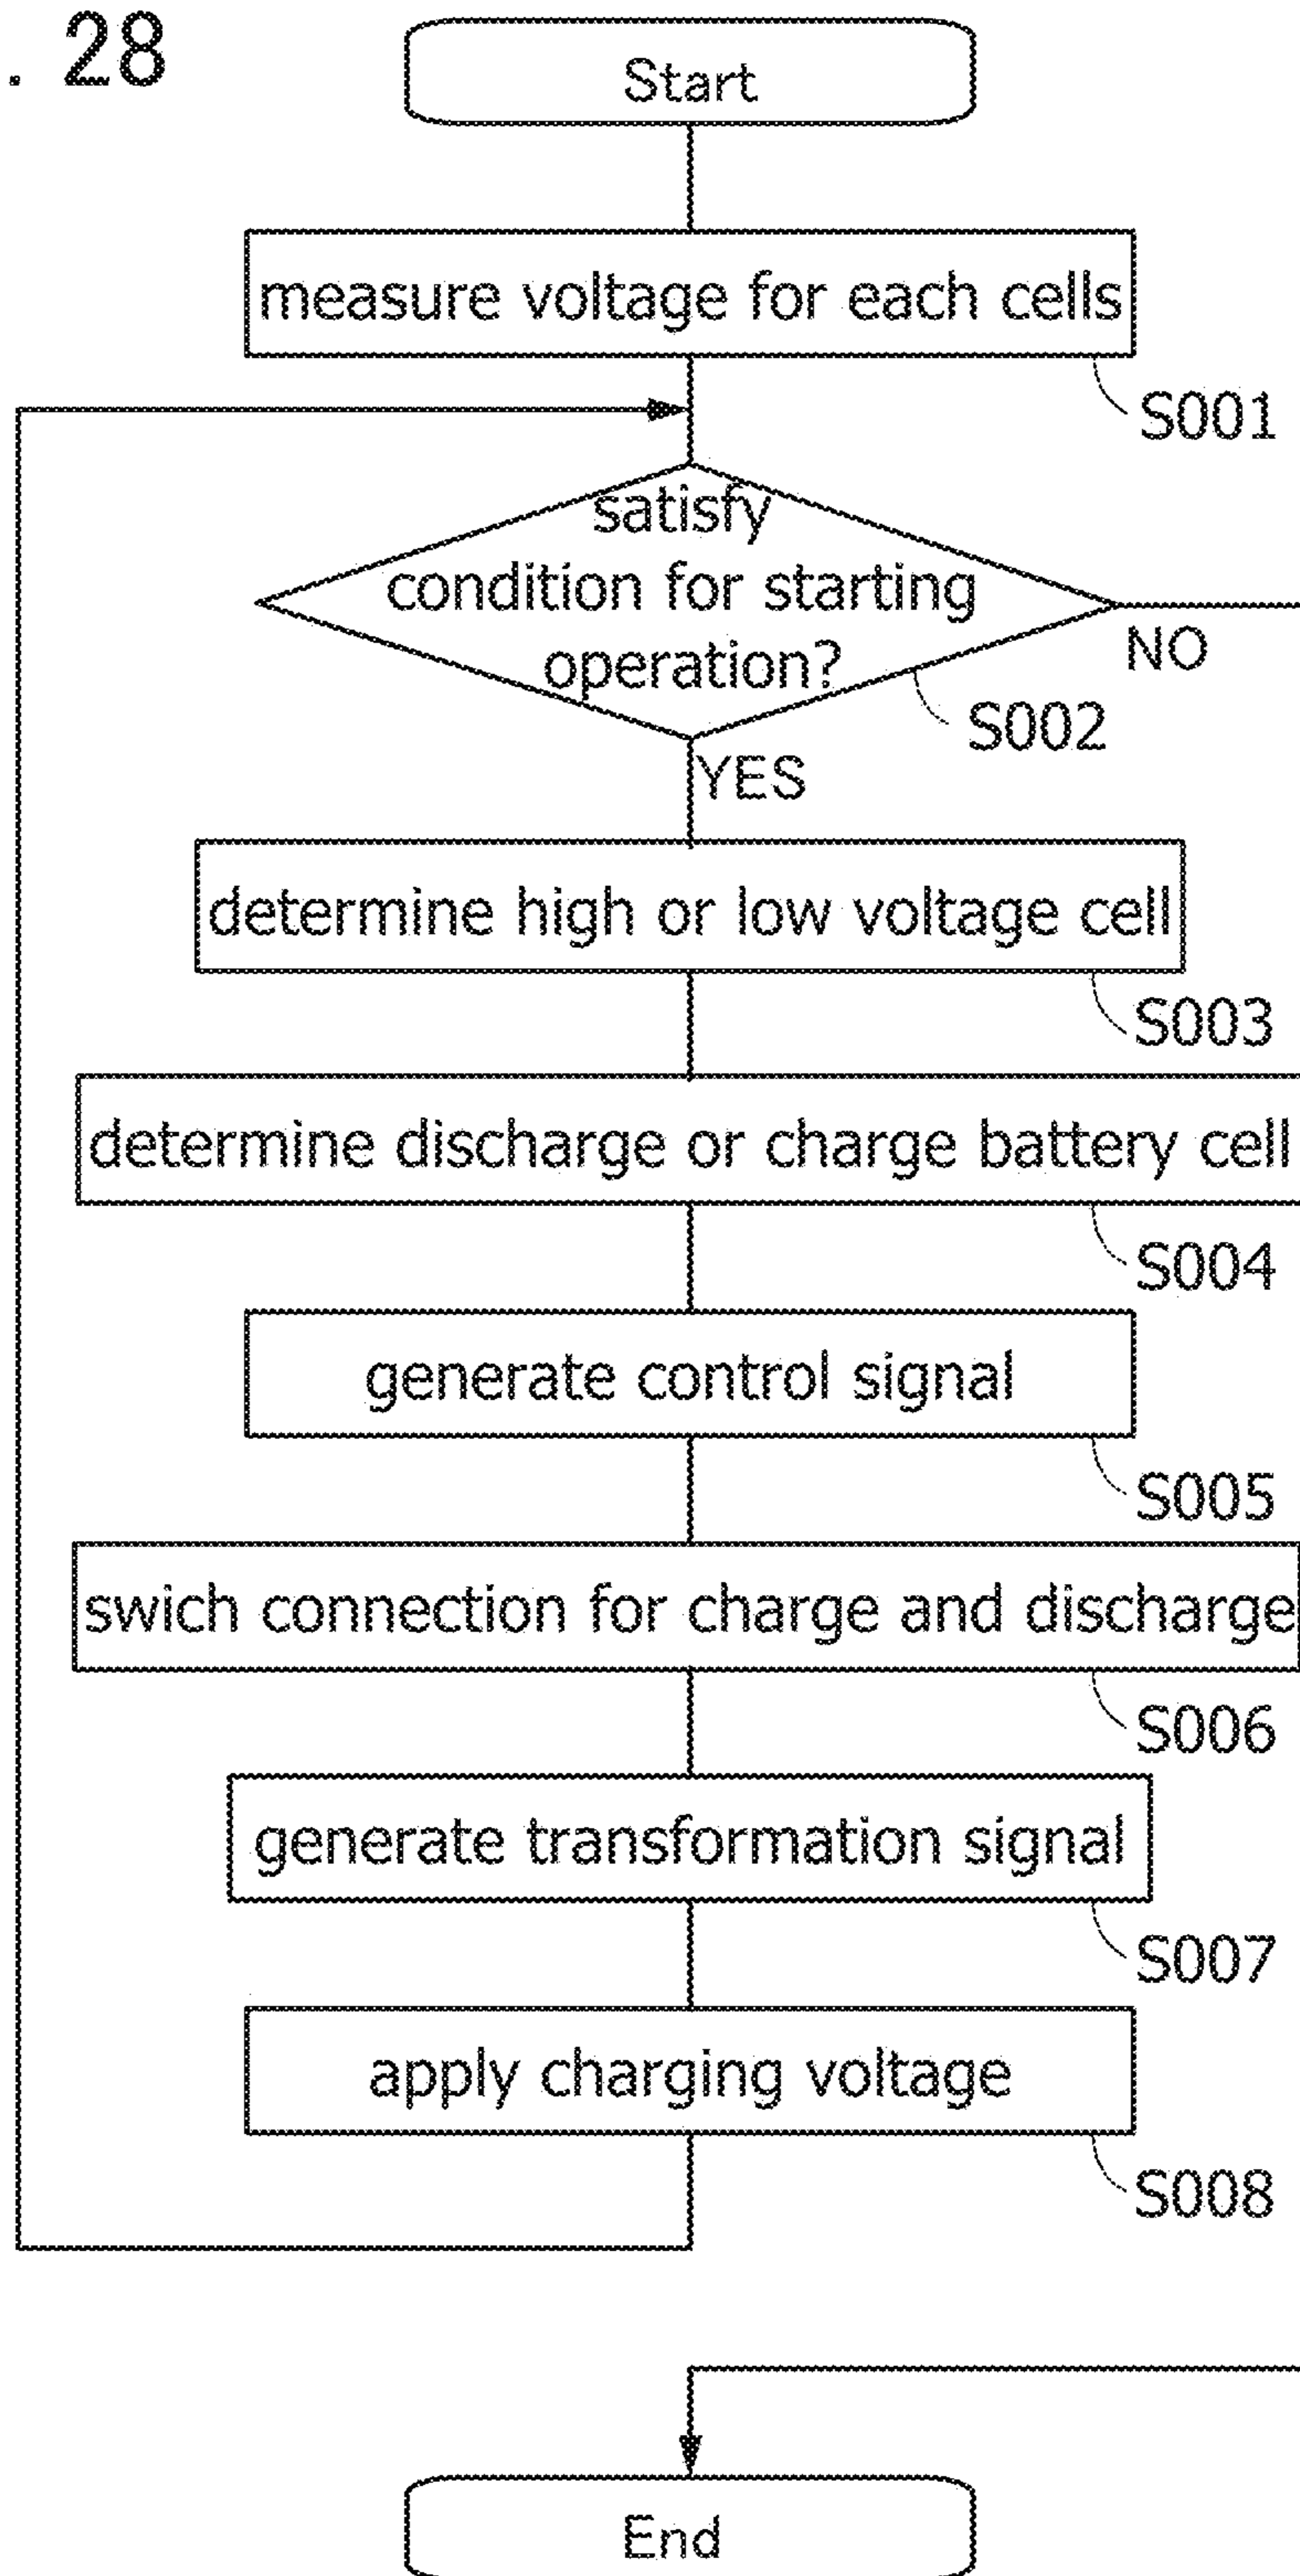 . 28
Start
measure voltage for each cells
S001
satisfy
condition for starting
operation?
NO
S002
YES
determine high or low voltage cell
S003
determine discharge or charge battery cell
S004
generate control signal
S005
swich connection for charge and discharge
S006
generate transformation signal
S007
apply charging voltage
S008
End